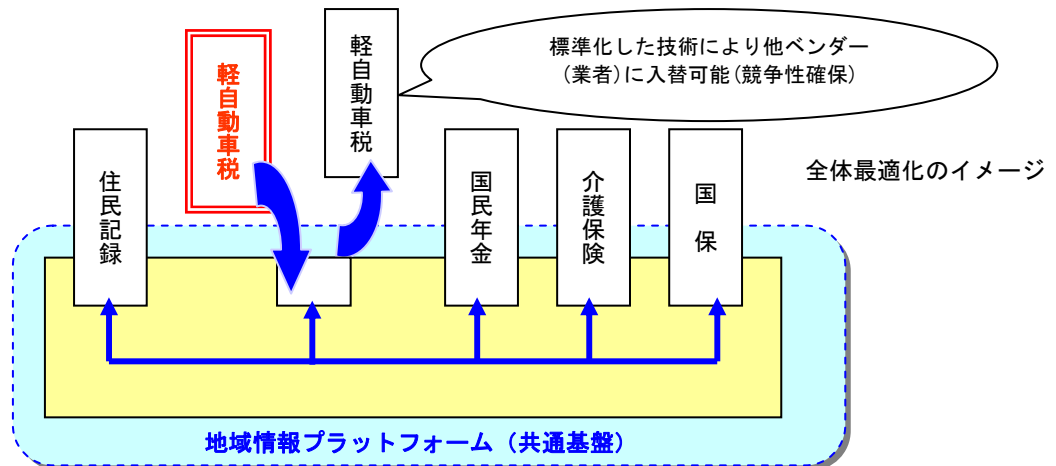 標準化した技術により他ベンダー
(業者)に入替可能(競争性確保)
軽自動車税
軽自動車税
全体最適化のイメージ
住民記録
国民年金
介護保険
国保
地域情報プラットフォーム（共通基盤）